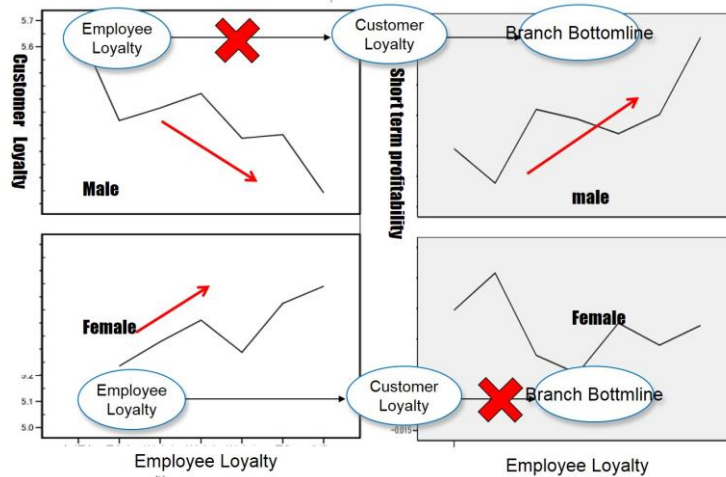 5.7
5.6
Employee
Loyalty
Customer
Loyalty
Branch Bottomline
Customer Loyalty
Male
Short term profitability
male
Female
5.2
5.1
5.0
Employee
Loyalty
Customer
Loyalty
Female
Branch Bottmline
-0.015
Employee Loyalty
Employee Loyalty